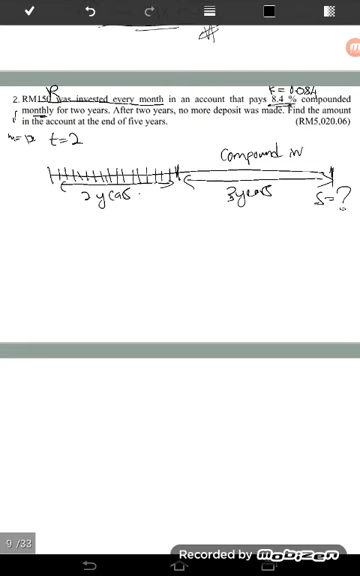 R
r = 0.084
2. RM150 was invested every month in an account that pays 8.4 % compounded
monthly for two years. After two years, no more deposit was made. Find the amount
in the account at the end of five years. (RM5,020.06)
m = 12 t = 2
Compound in
2 years
3 years
S = ?
9 /33
Recorded by mobizen